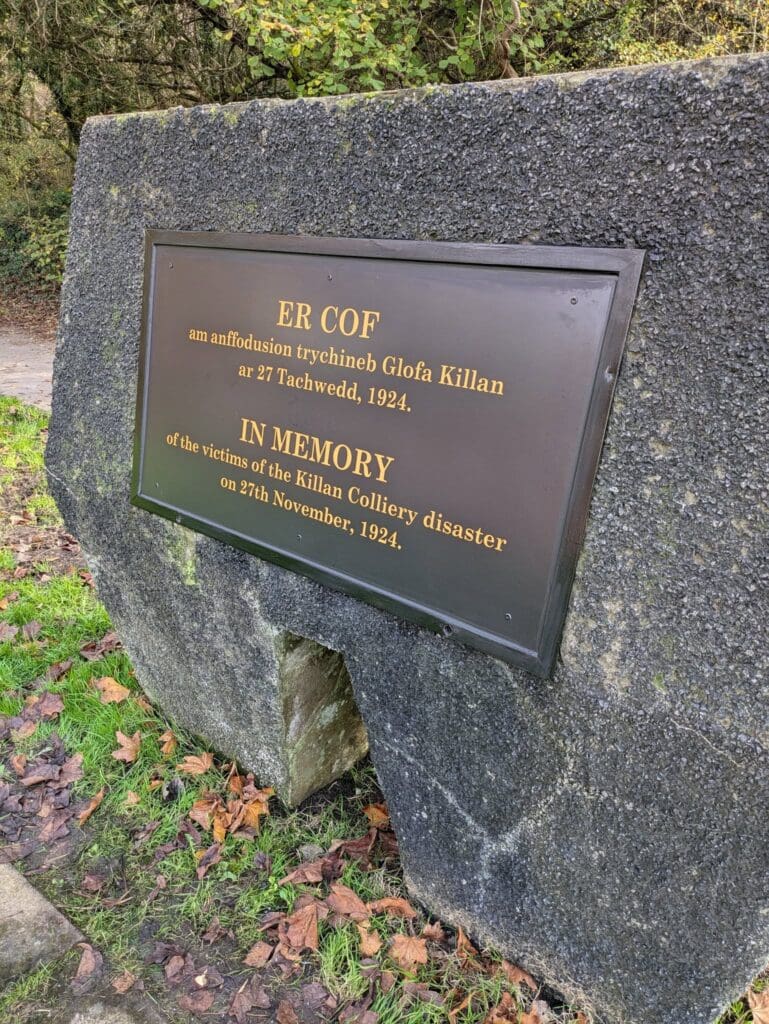 ER COF
am anffodusion trychineb Glofa Killan
ar 27 Tachwedd, 1924.
IN MEMORY
of the victims of the Killan Colliery disaster
on 27th November, 1924.